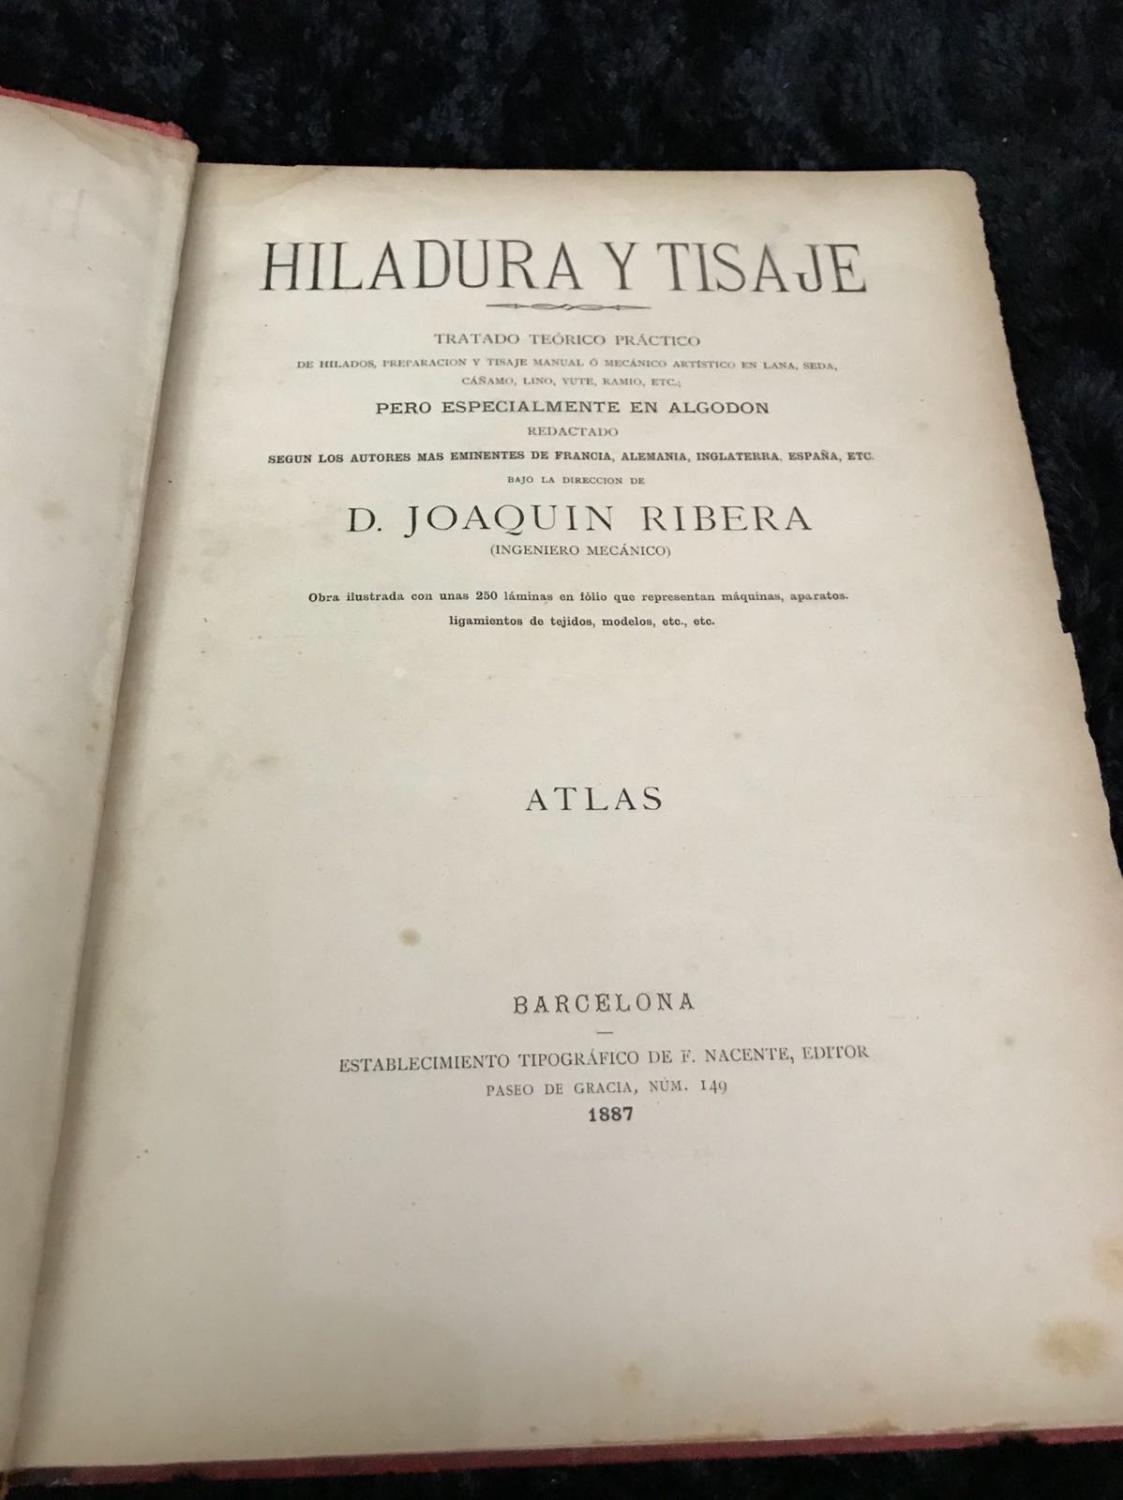 HILADURA Y TISAJE
TRATADO TEÓRICO PRÁCTICO
DE HILADOS, PREPARACION Y TISAJE MANUAL Ó MECÁNICO ARTÍSTICO EN LANA, SEDA,
CÁÑAMO, LINO, YUTE, RAMIO, ETC.;
PERO ESPECIALMENTE EN ALGODON
REDACTADO
SEGUN LOS AUTORES MAS EMINENTES DE FRANCIA, ALEMANIA, INGLATERRA, ESPAÑA, ETC.
BAJO LA DIRECCION DE
D. JOAQUIN RIBERA
(INGENIERO MECÁNICO)
Obra ilustrada con unas 250 láminas en fólio que representan máquinas, aparatos.
ligamientos de tejidos, modelos, etc., etc.
ATLAS
BARCELONA
ESTABLECIMIENTO TIPOGRÁFICO DE F. NACENTE, EDITOR
PASEO DE GRACIA, NÚM. 149
1887